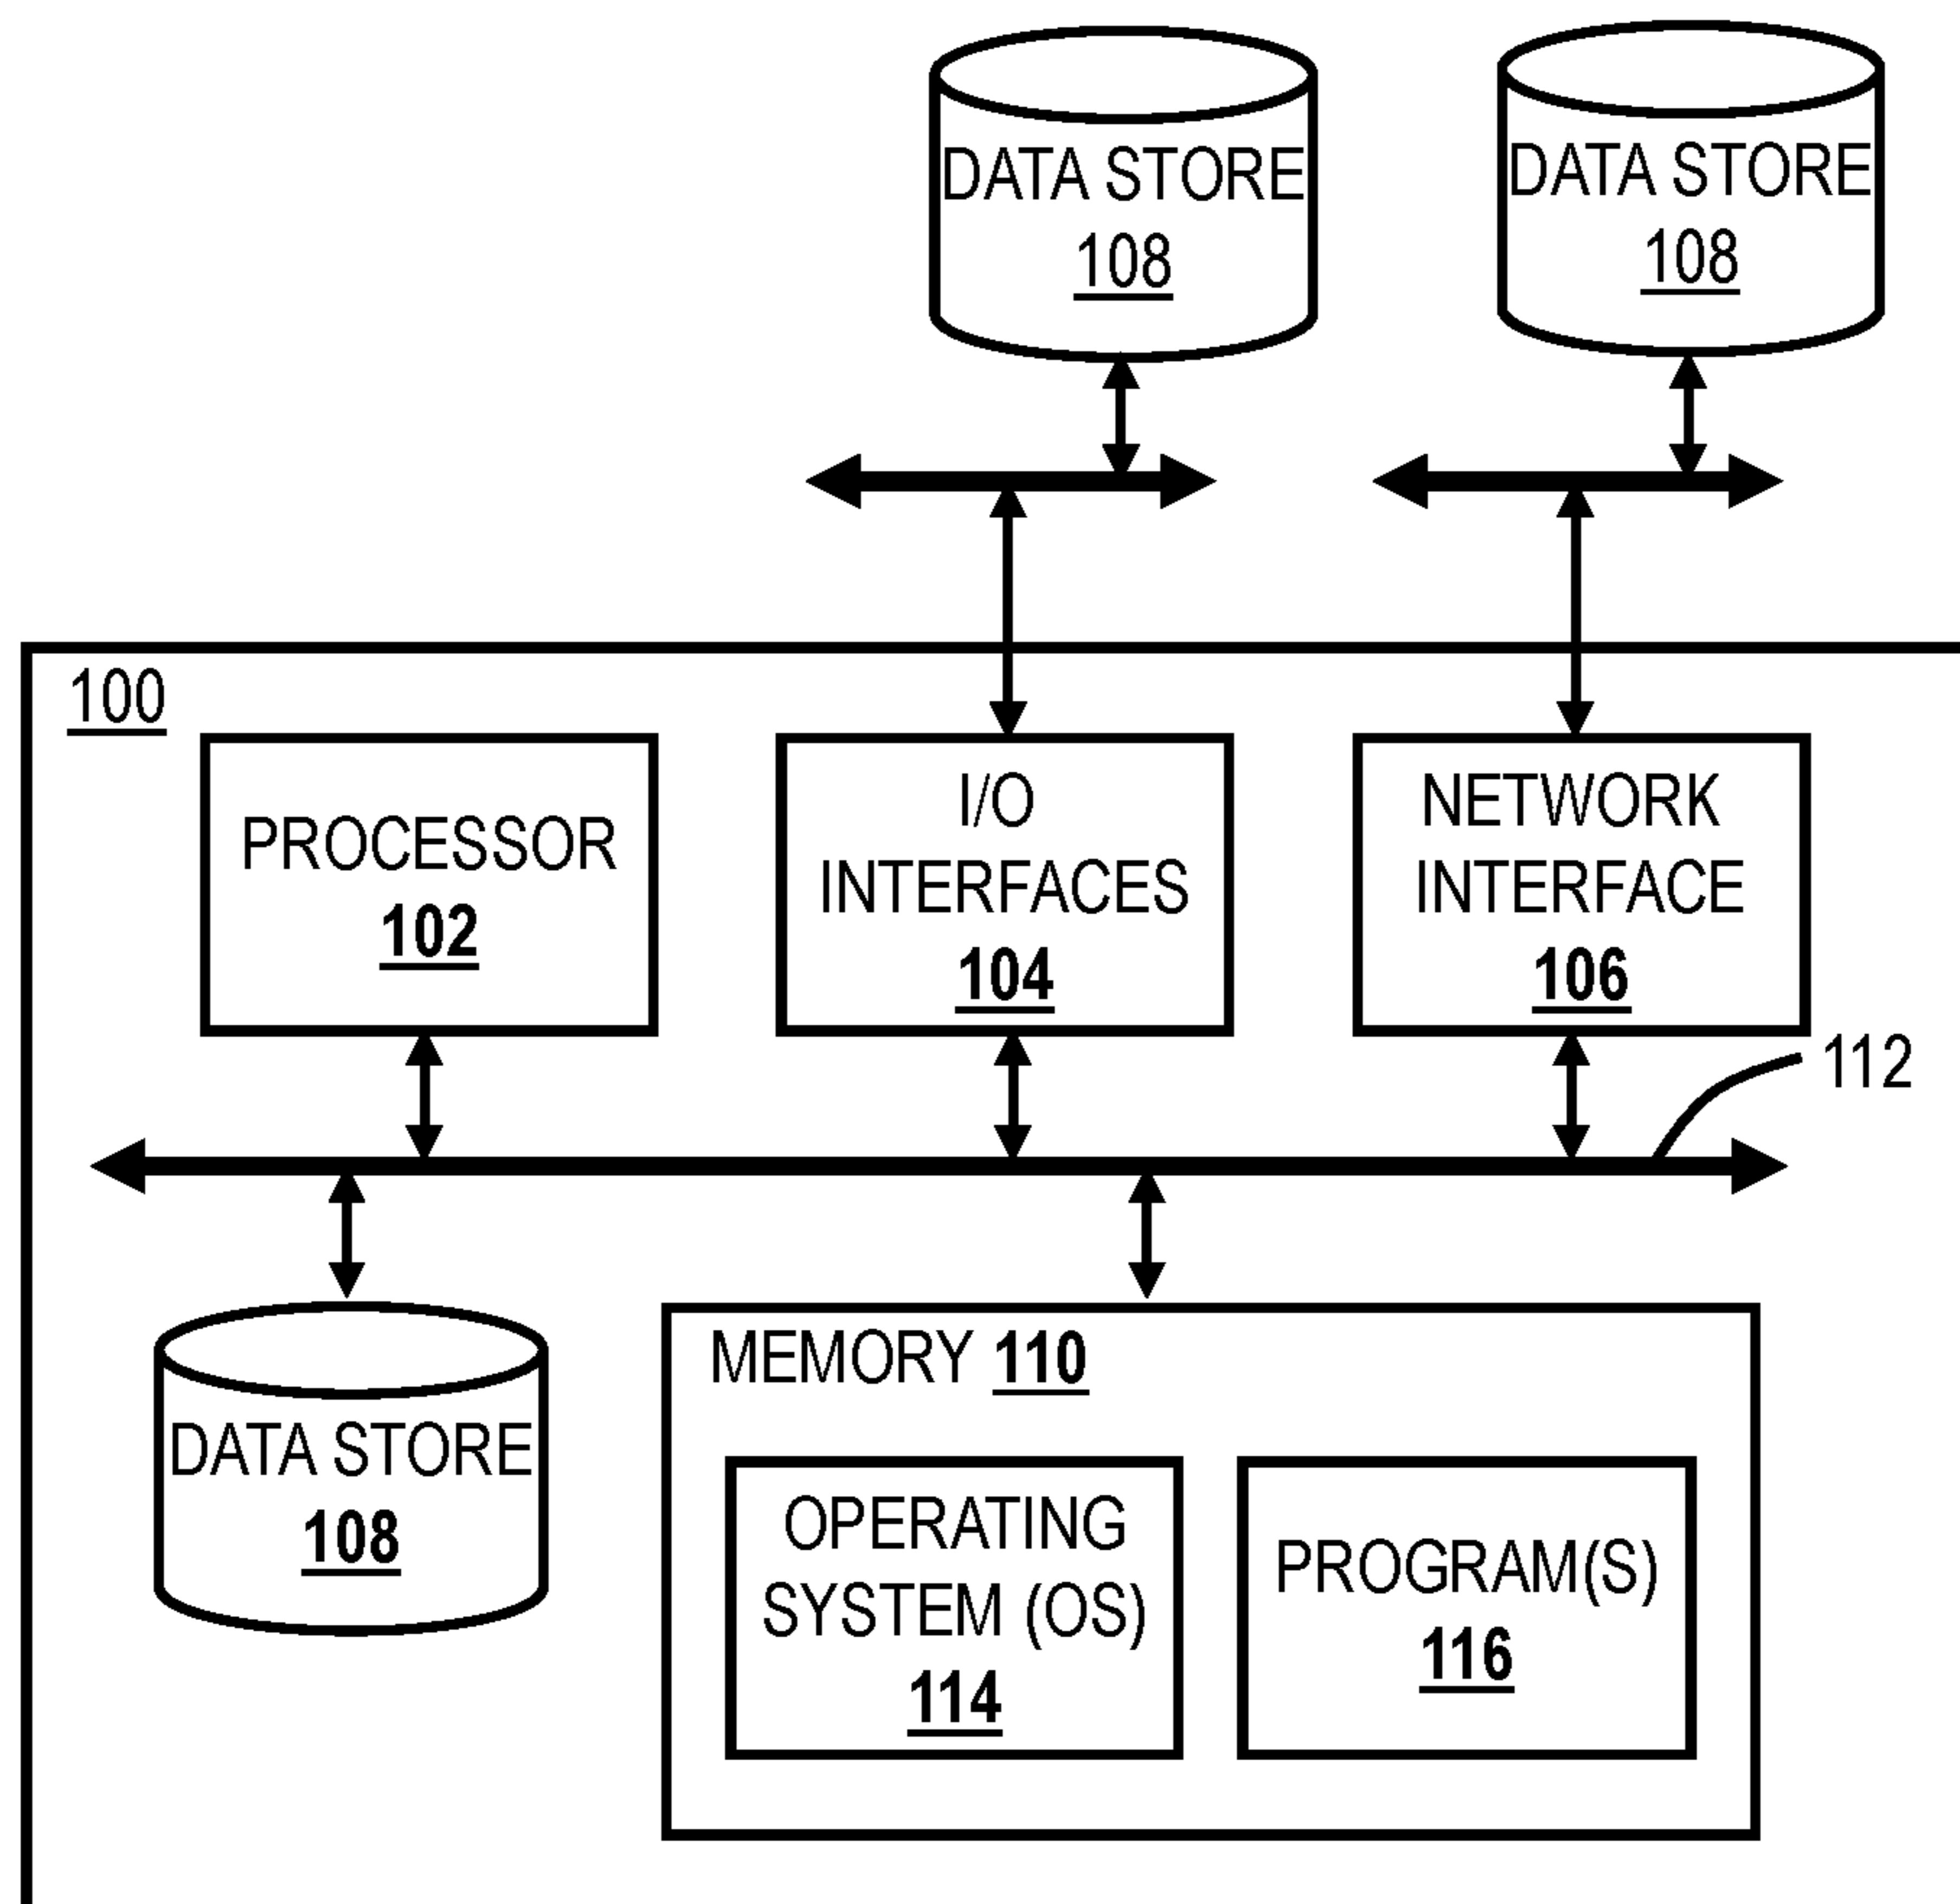 DATA STORE
108
DATA STORE
108
100
PROCESSOR
102
I/O
INTERFACES
104
NETWORK
INTERFACE
106
112
DATA STORE
108
MEMORY 110
OPERATING
SYSTEM (OS)
114
PROGRAM(S)
116